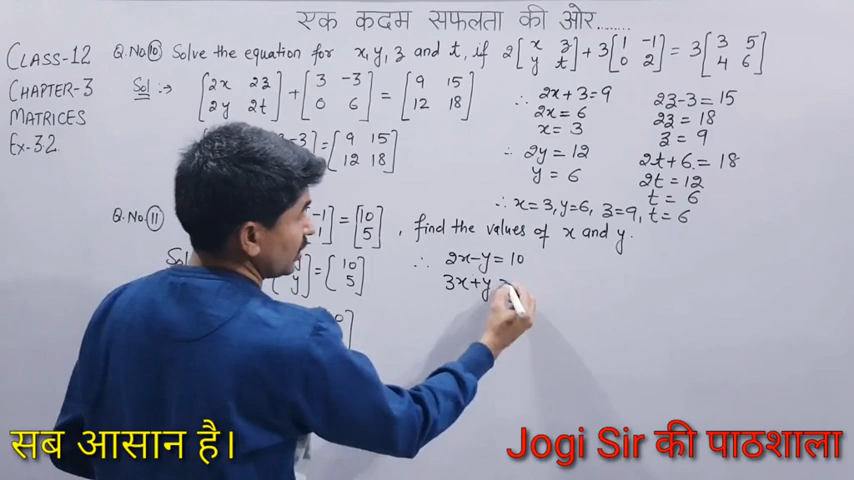 एक कदम सफलता की ओर........
CLASS-12
CHAPTER-3
MATRICES
Ex-3.2
Q.No. 10 Solve the equation for x, y, z and t, if 2[x z; y t] + 3[1 -1; 0 2] = 3[3 5; 4 6]
Sol :→ [2x 2z; 2y 2t] + [3 -3; 0 6] = [9 15; 12 18]
= [9 15; 12 18]
∴ 2x+3=9
2x=6
x=3
∴ 2y=12
y=6
2z-3=15
2z=18
z=9
2t+6=18
2t=12
t=6
∴ x=3, y=6, z=9, t=6
Q.No. 11 = [10; 5], find the values of x and y.
= [10; 5]
∴ 2x-y=10
3x+y=
सब आसान है।
Jogi Sir की पाठशाला